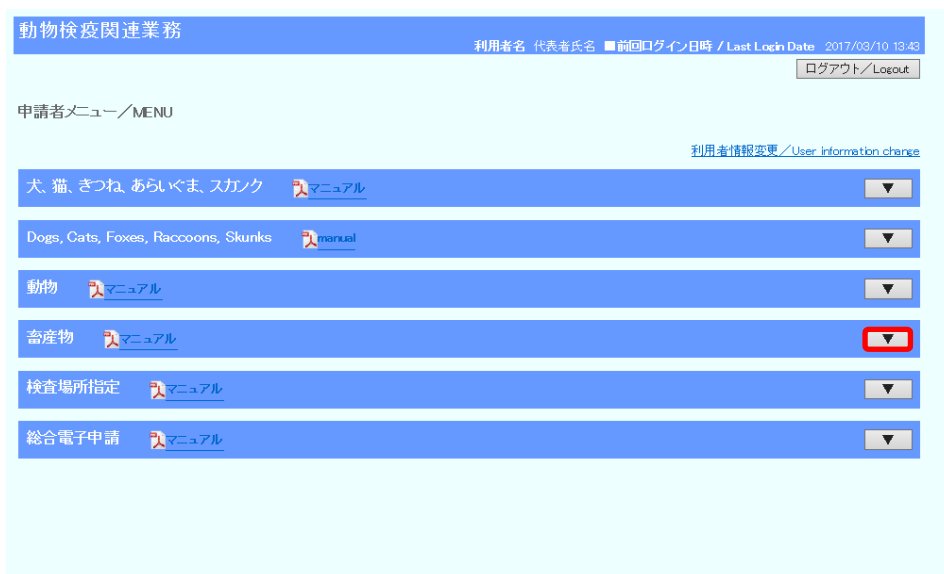 動物検疫関連業務
利用者名 代表者氏名 ■前回ログイン日時 / Last Login Date 2017/03/10 13:43
ログアウト／Logout
申請者メニュー／MENU
利用者情報変更／User information change
犬、猫、きつね、あらいぐま、スカンク マニュアル ▼
Dogs, Cats, Foxes, Raccoons, Skunks manual ▼
動物 マニュアル ▼
畜産物 マニュアル ▼
検査場所指定 マニュアル ▼
総合電子申請 マニュアル ▼